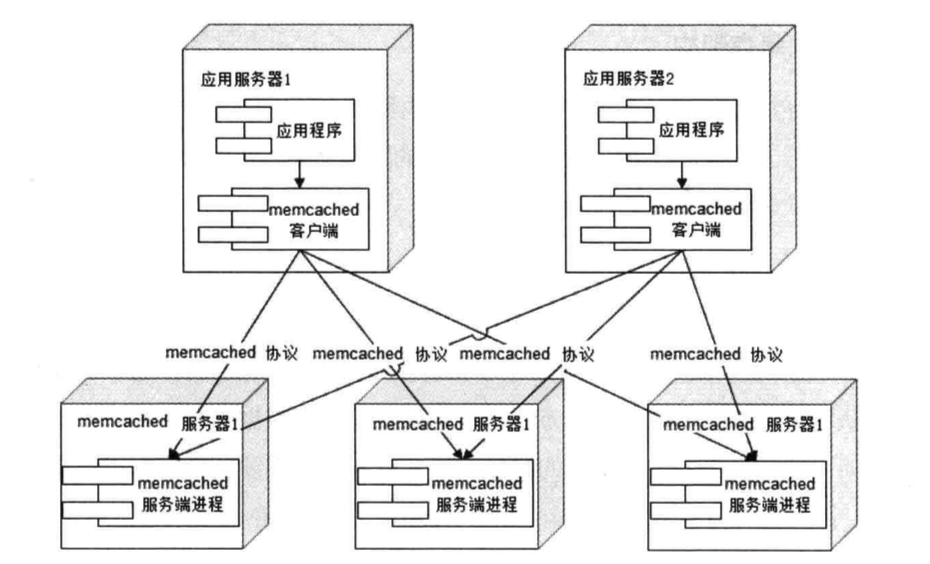 应用服务器1
应用程序
memcached
客户端
应用服务器2
应用程序
memcached
客户端
memcached 协议
memcached 协议
memcached 协议
memcached 协议
memcached 服务器1
memcached
服务端进程
memcached 服务器1
memcached
服务端进程
memcached 服务器1
memcached
服务端进程